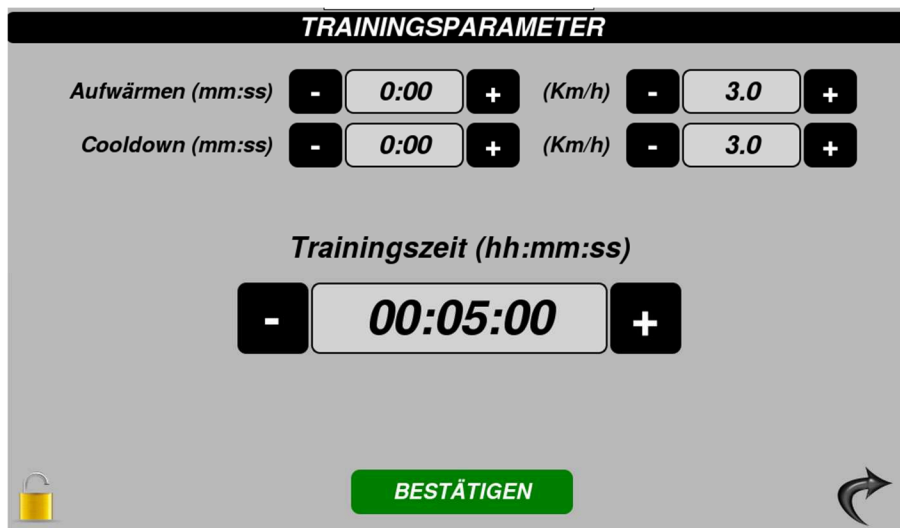 TRAININGSPARAMETER
Aufwärmen (mm:ss) - 0:00 + (Km/h) - 3.0 +
Cooldown (mm:ss) - 0:00 + (Km/h) - 3.0 +
Trainingszeit (hh:mm:ss)
- 00:05:00 +
BESTÄTIGEN